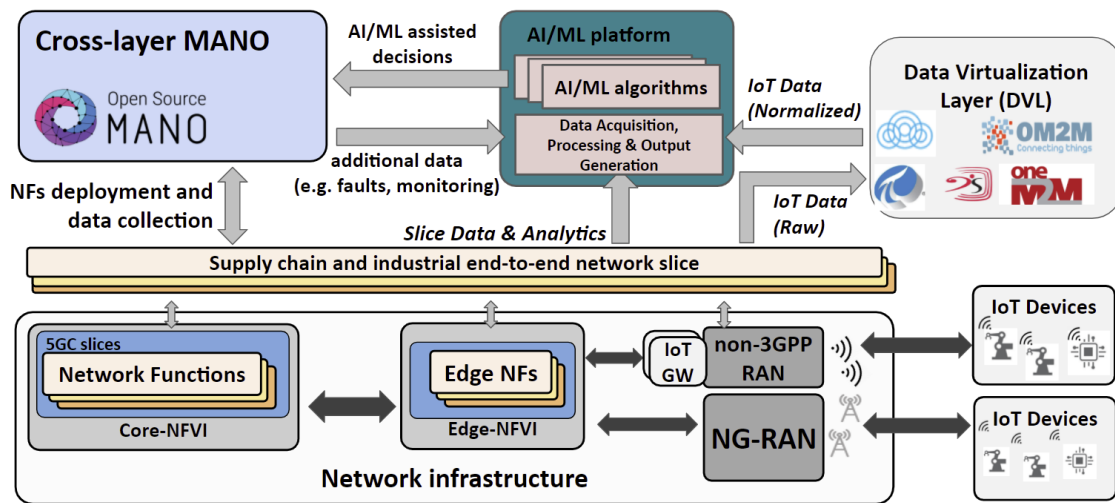 Cross-layer MANO
Open Source
MANO
AI/ML assisted
decisions
additional data
(e.g. faults, monitoring)
AI/ML platform
AI/ML algorithms
Data Acquisition,
Processing & Output
Generation
IoT Data
(Normalized)
IoT Data
(Raw)
Data Virtualization
Layer (DVL)
OM2M
Connecting things
one
M2M
NFs deployment and
data collection
Slice Data & Analytics
Supply chain and industrial end-to-end network slice
5GC slices
Network Functions
Core-NFVI
Edge NFs
Edge-NFVI
IoT
GW
non-3GPP
RAN
NG-RAN
Network infrastructure
IoT Devices
IoT Devices